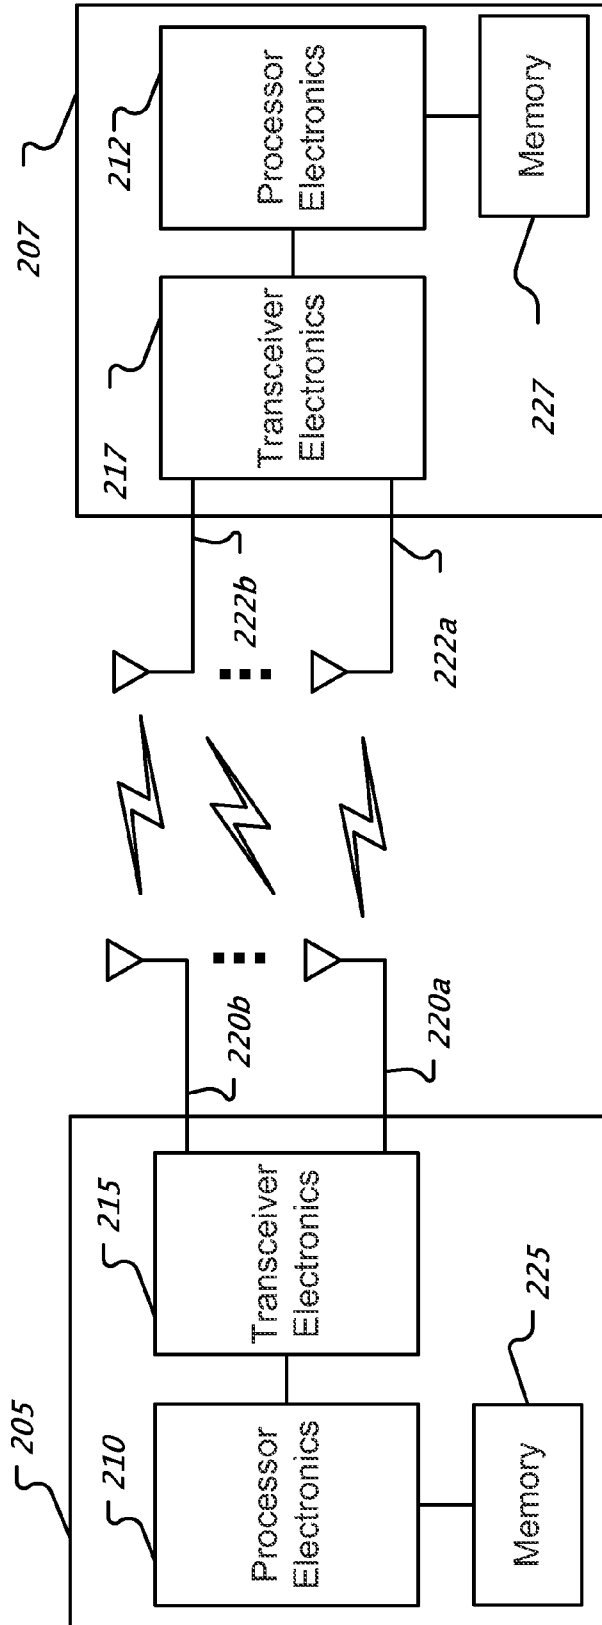 205
210
Processor
Electronics
215
Transceiver
Electronics
Memory
225
220b
220a
222b
222a
207
217
Transceiver
Electronics
212
Processor
Electronics
Memory
227